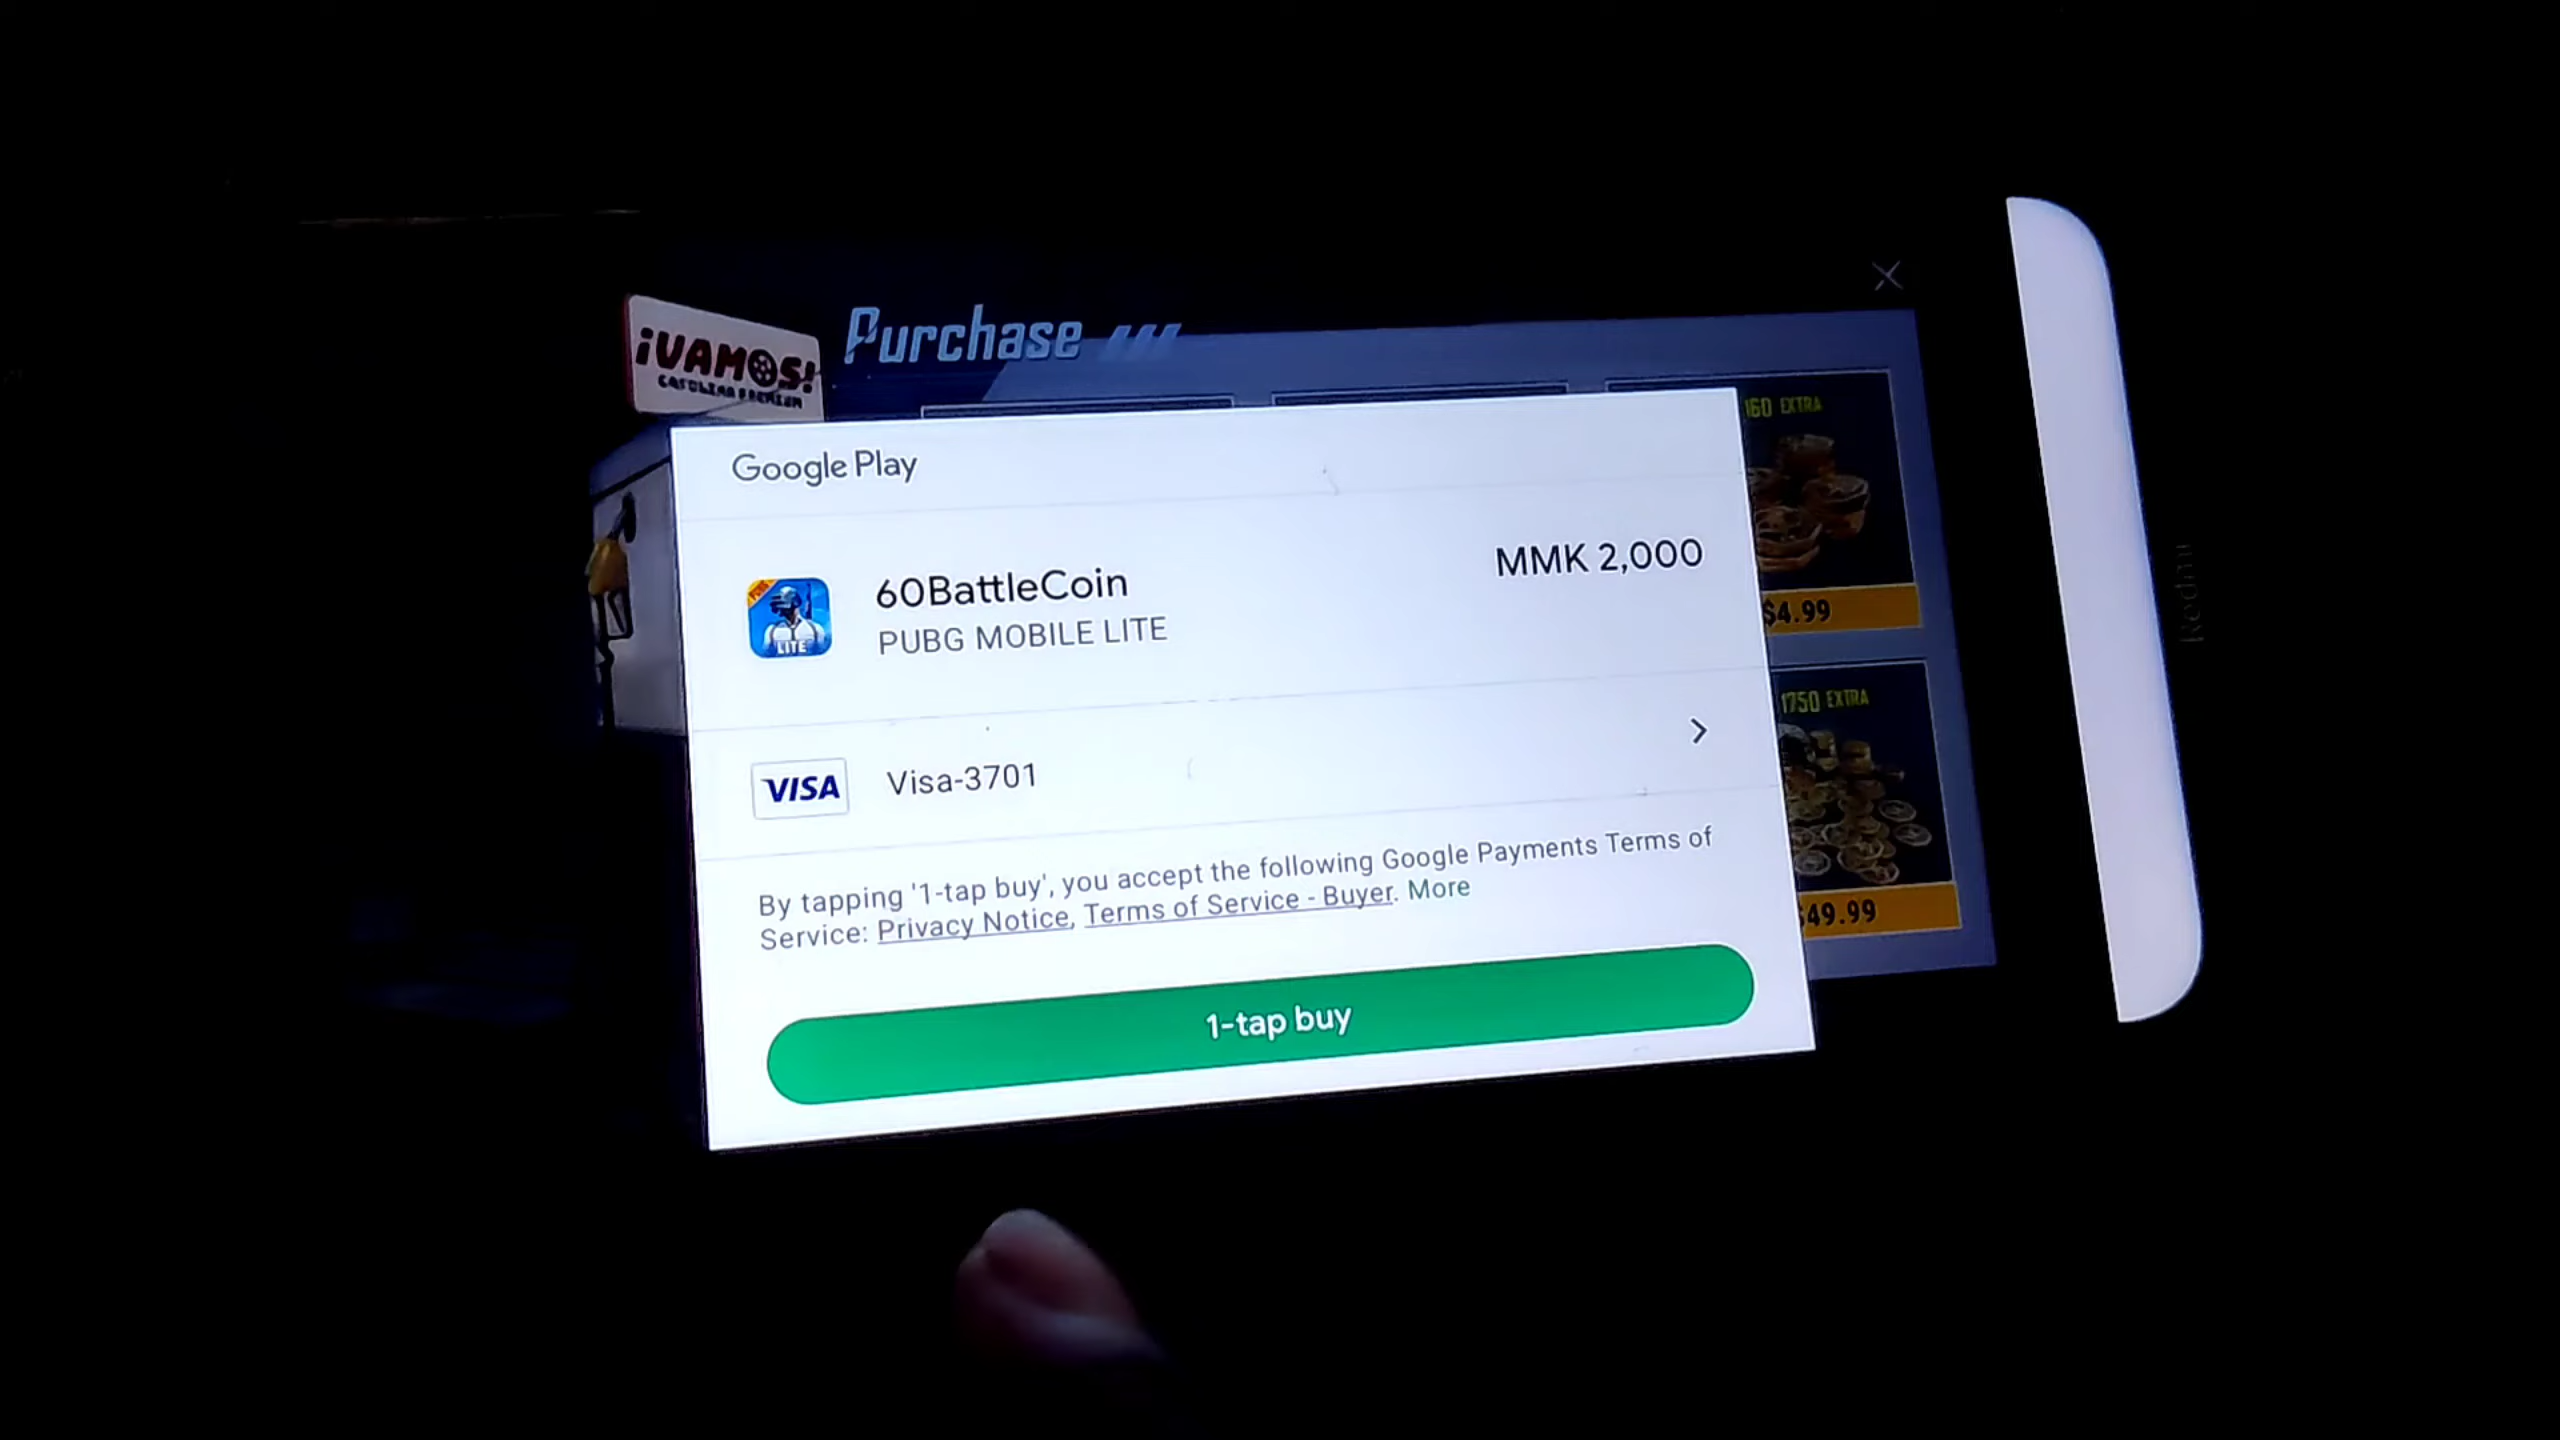 ¡VAMOS!
Purchase
160 EXTRA
Google Play
60BattleCoin
MMK 2,000
PUBG MOBILE LITE
LITE
$4.99
1750 EXTRA
VISA
Visa-3701
By tapping '1-tap buy', you accept the following Google Payments Terms of
Service: Privacy Notice, Terms of Service - Buyer. More
$49.99
1-tap buy
Redmi